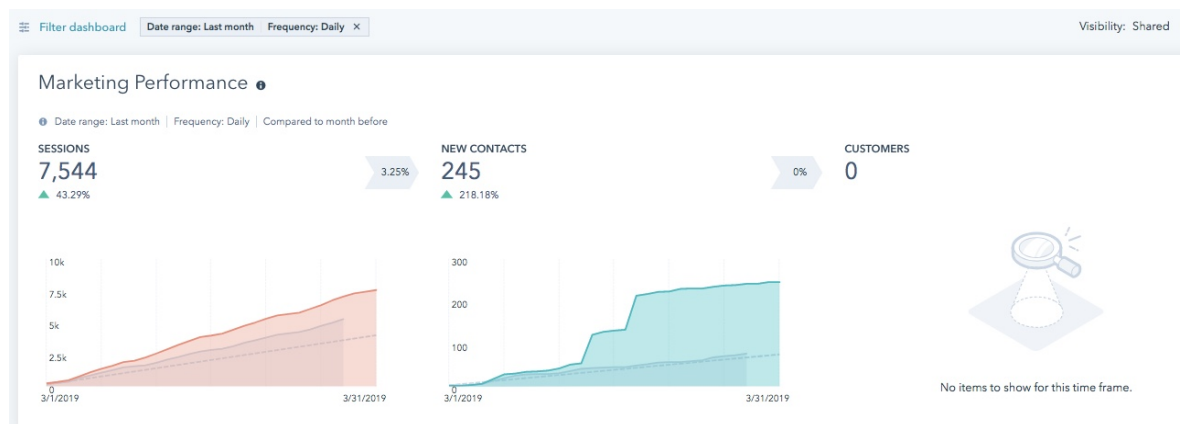 Filter dashboard Date range: Last month Frequency: Daily ✕ Visibility: Shared
Marketing Performance
Date range: Last month | Frequency: Daily | Compared to month before
SESSIONS
7,544
43.29%
3.25%
NEW CONTACTS
245
218.18%
0%
CUSTOMERS
0
10k
7.5k
5k
2.5k
0
3/1/2019 3/31/2019
300
200
100
0
3/1/2019 3/31/2019
No items to show for this time frame.